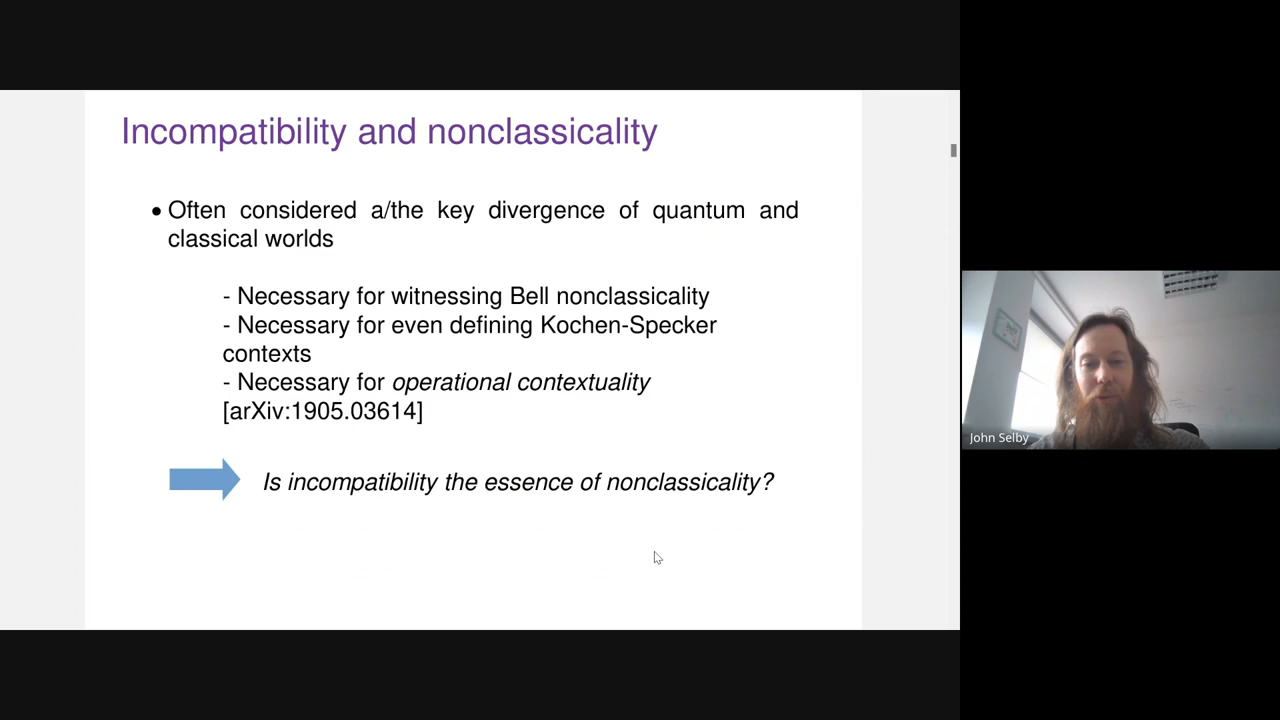 Incompatibility and nonclassicality
• Often considered a/the key divergence of quantum and
classical worlds
- Necessary for witnessing Bell nonclassicality
- Necessary for even defining Kochen-Specker
contexts
- Necessary for operational contextuality
[arXiv:1905.03614]
Is incompatibility the essence of nonclassicality?
John Selby